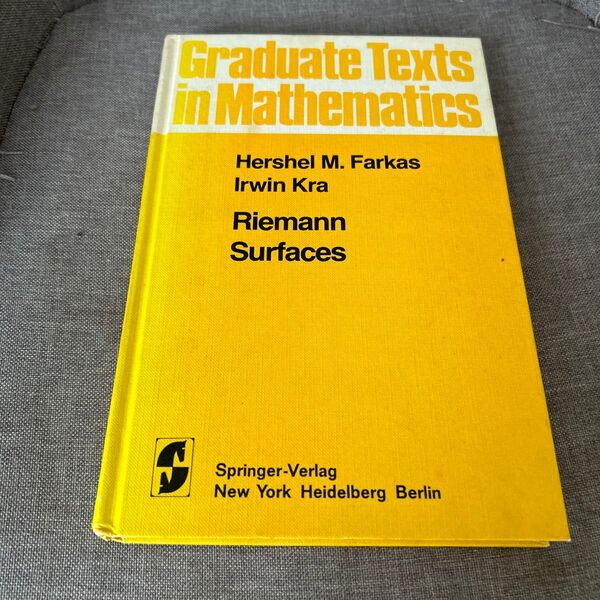 Graduate Texts
in Mathematics
Hershel M. Farkas
Irwin Kra
Riemann
Surfaces
Springer-Verlag
New York Heidelberg Berlin